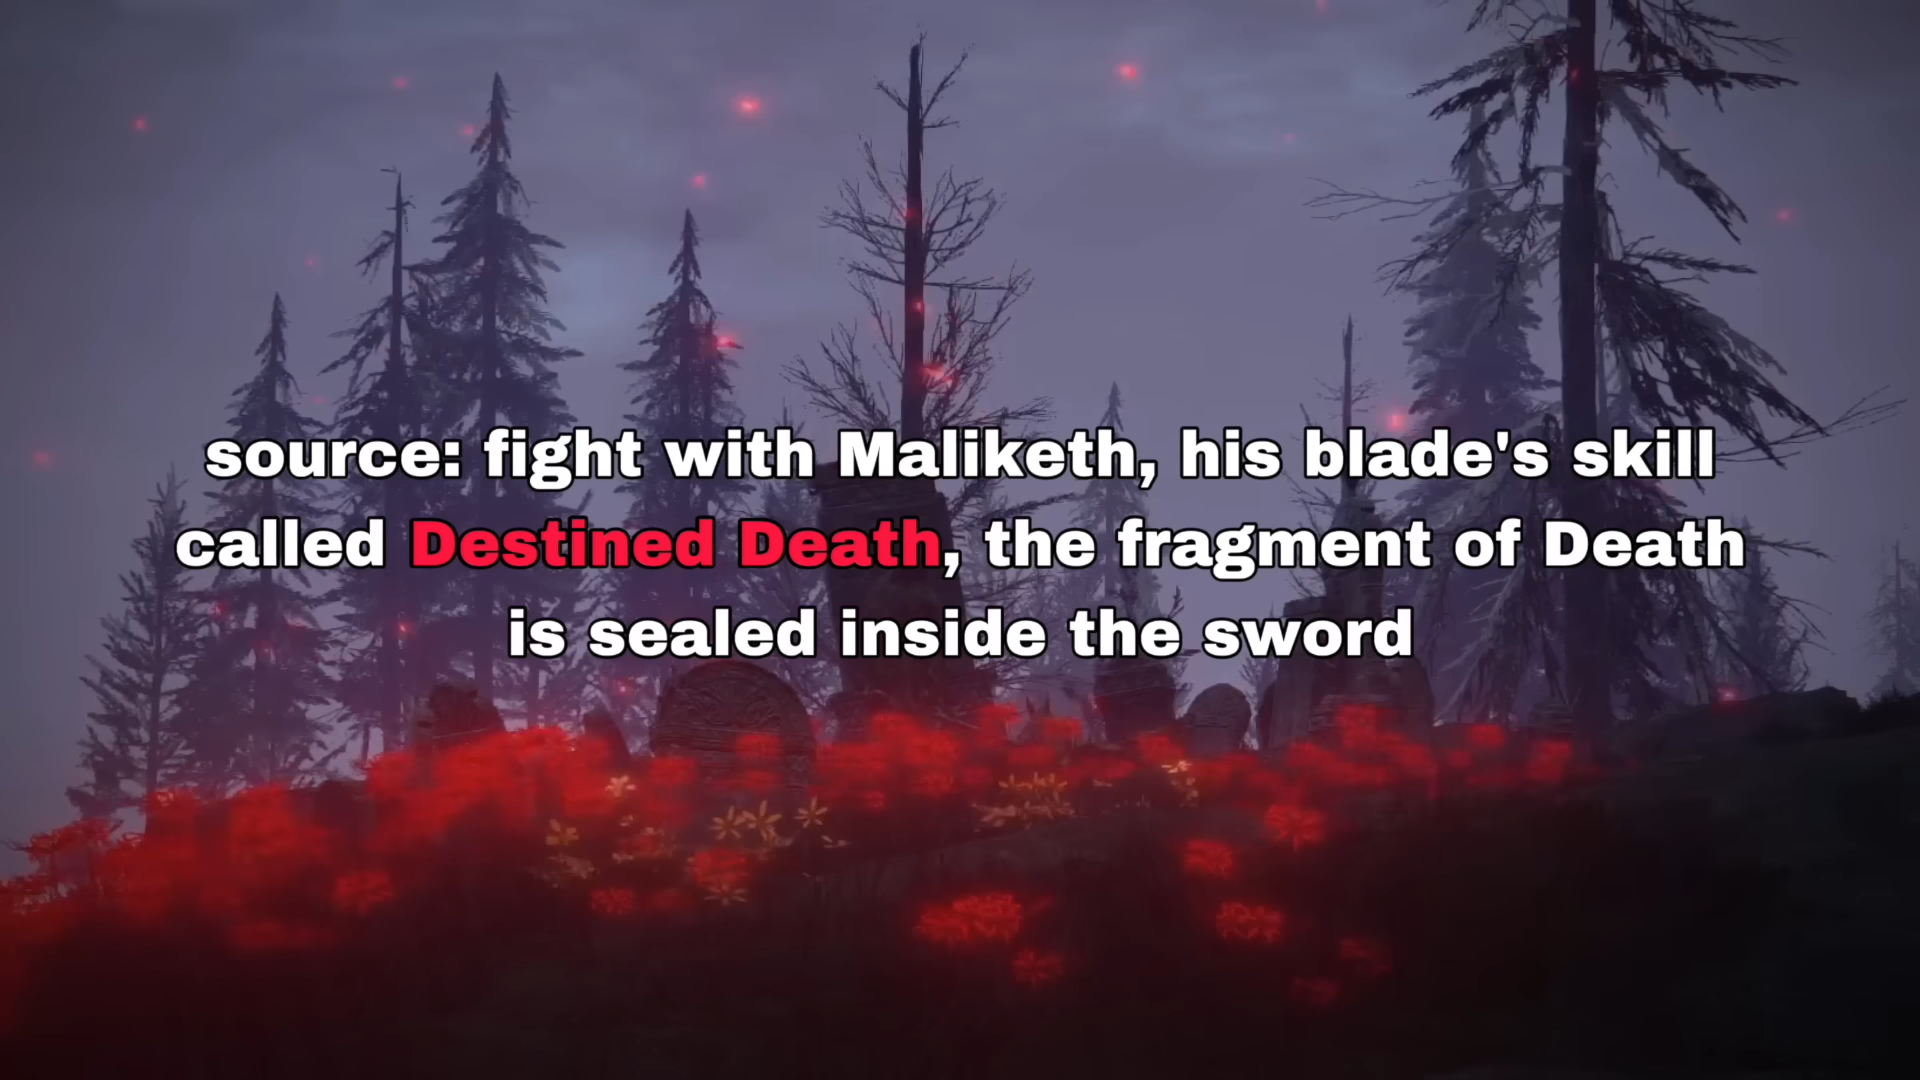 source: fight with Maliketh, his blade's skill
called Destined Death, the fragment of Death
is sealed inside the sword